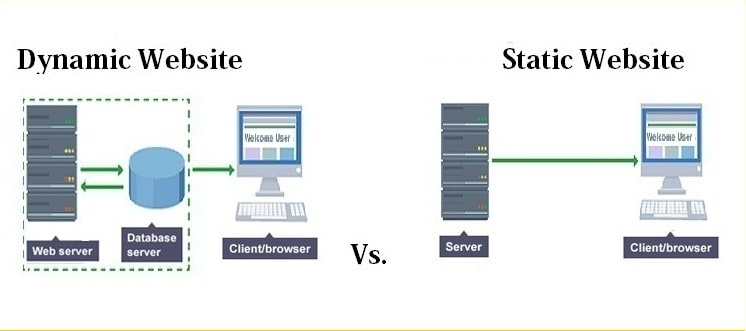 Dynamic Website
Static Website
Welcome User
Welcome User
Web server
Database
server
Client/browser
Vs.
Server
Client/browser